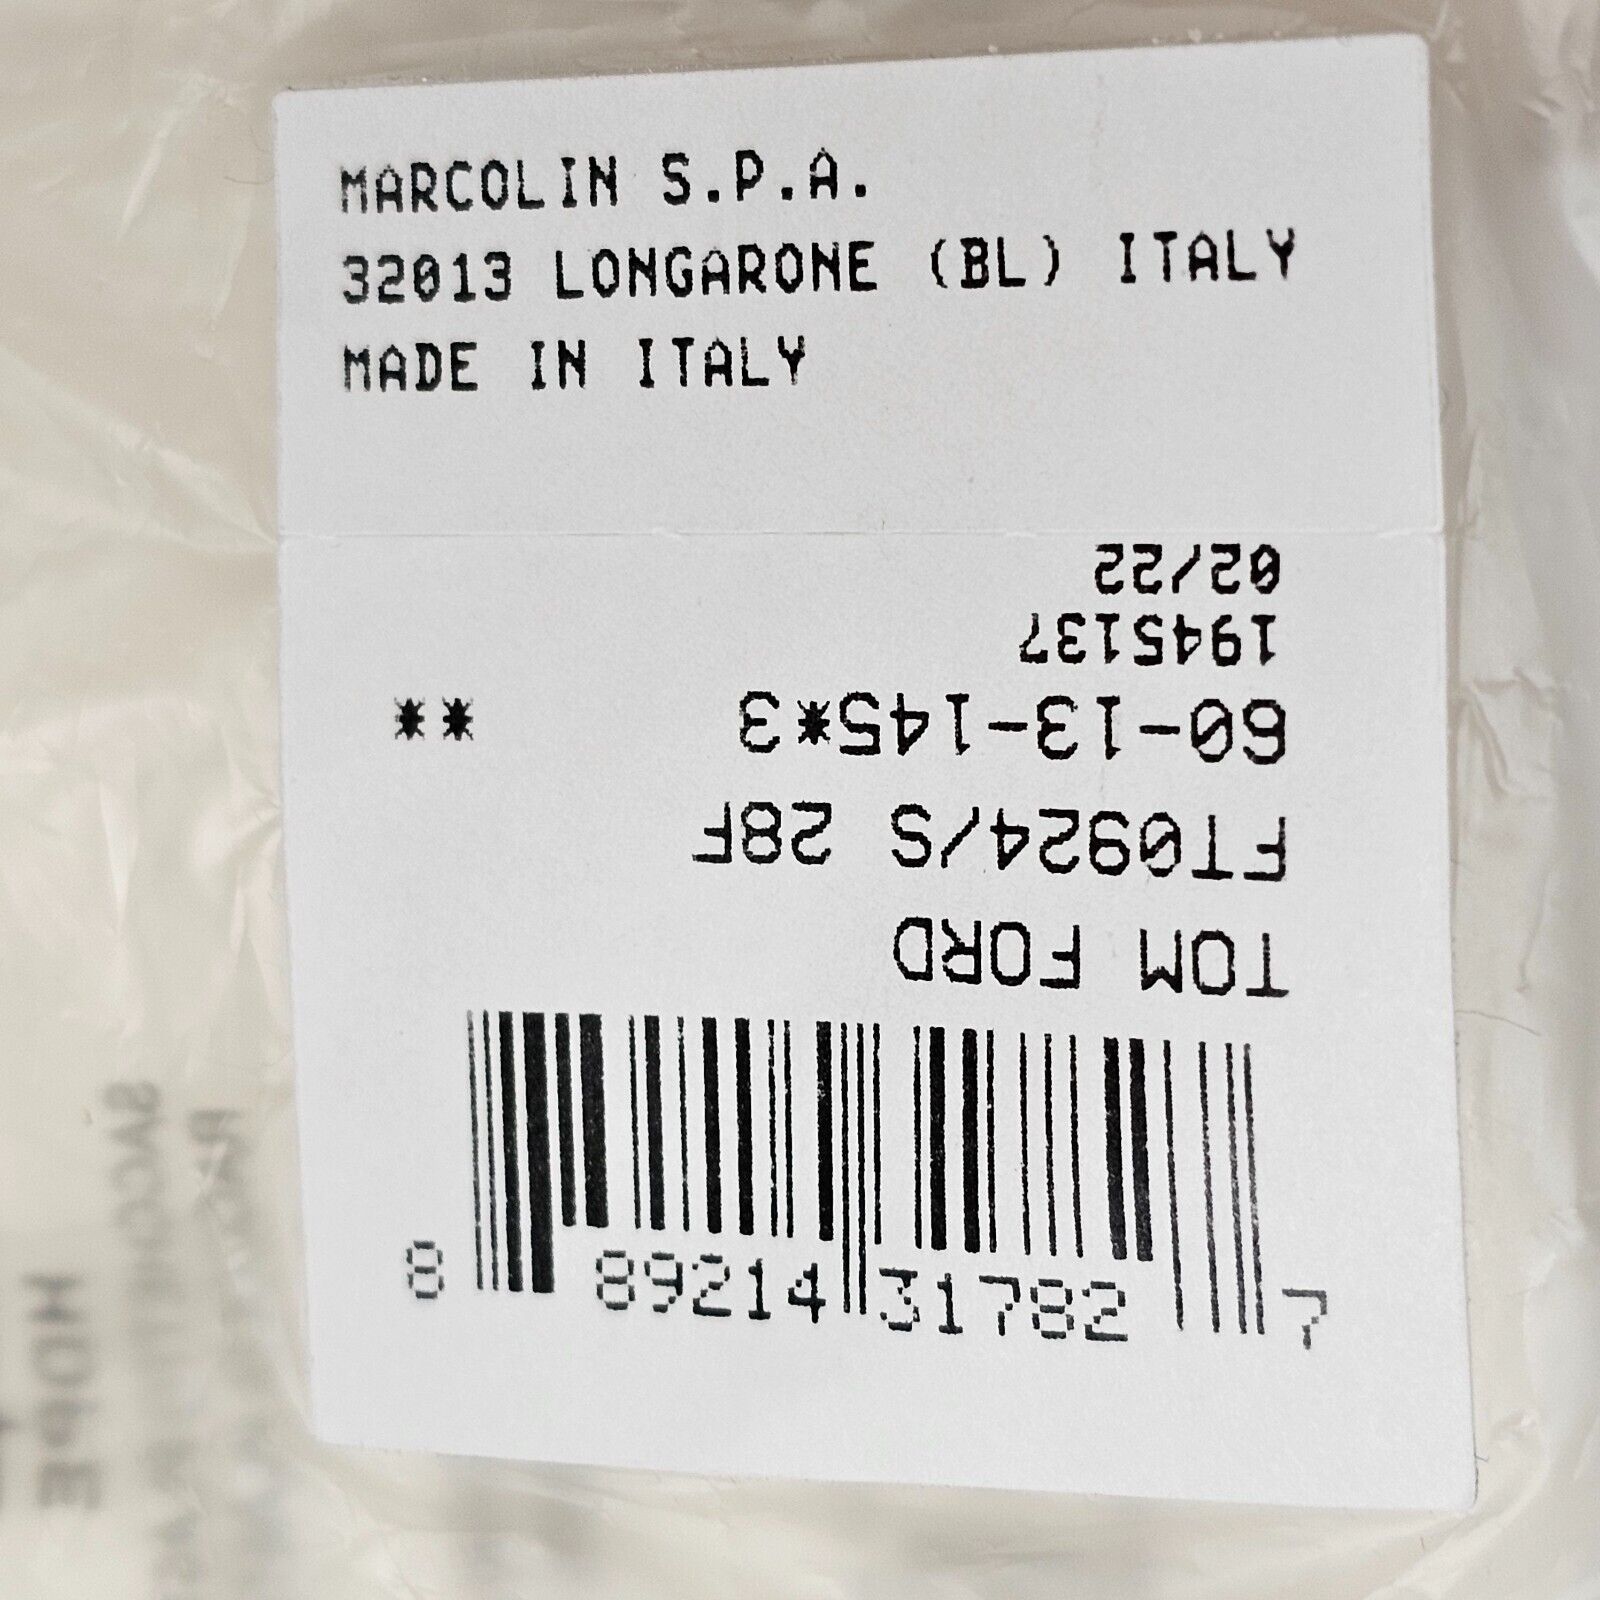 MARCOLIN S.P.A.
32013 LONGARONE (BL) ITALY
MADE IN ITALY
TOM FORD
FT0924/S 28F
60-13-145*3 **
1945137
02/22
8 89214 31782 7
HDPE